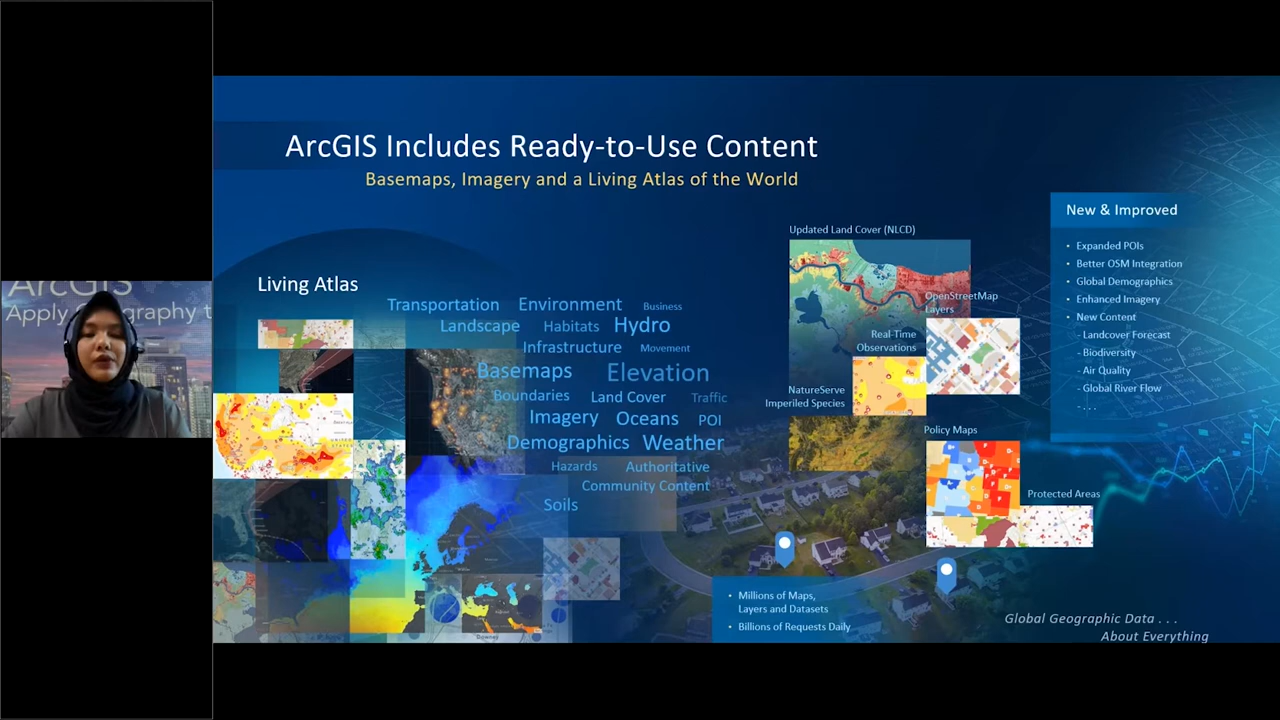 ArcGIS
Apply Geography t
ArcGIS Includes Ready-to-Use Content
Basemaps, Imagery and a Living Atlas of the World
Living Atlas
Transportation Environment Business
Landscape Habitats Hydro
Infrastructure Movement
Basemaps Elevation
Boundaries Land Cover Traffic
Imagery Oceans POI
Demographics Weather
Hazards Authoritative
Community Content
Soils
Updated Land Cover (NLCD)
OpenStreetMap
Layers
Real-Time
Observations
NatureServe
Imperiled Species
Policy Maps
Protected Areas
New & Improved
• Expanded POIs
• Better OSM Integration
• Global Demographics
• Enhanced Imagery
• New Content
- Landcover Forecast
- Biodiversity
- Air Quality
- Global River Flow
- . . .
• Millions of Maps,
Layers and Datasets
• Billions of Requests Daily
Global Geographic Data . . .
About Everything